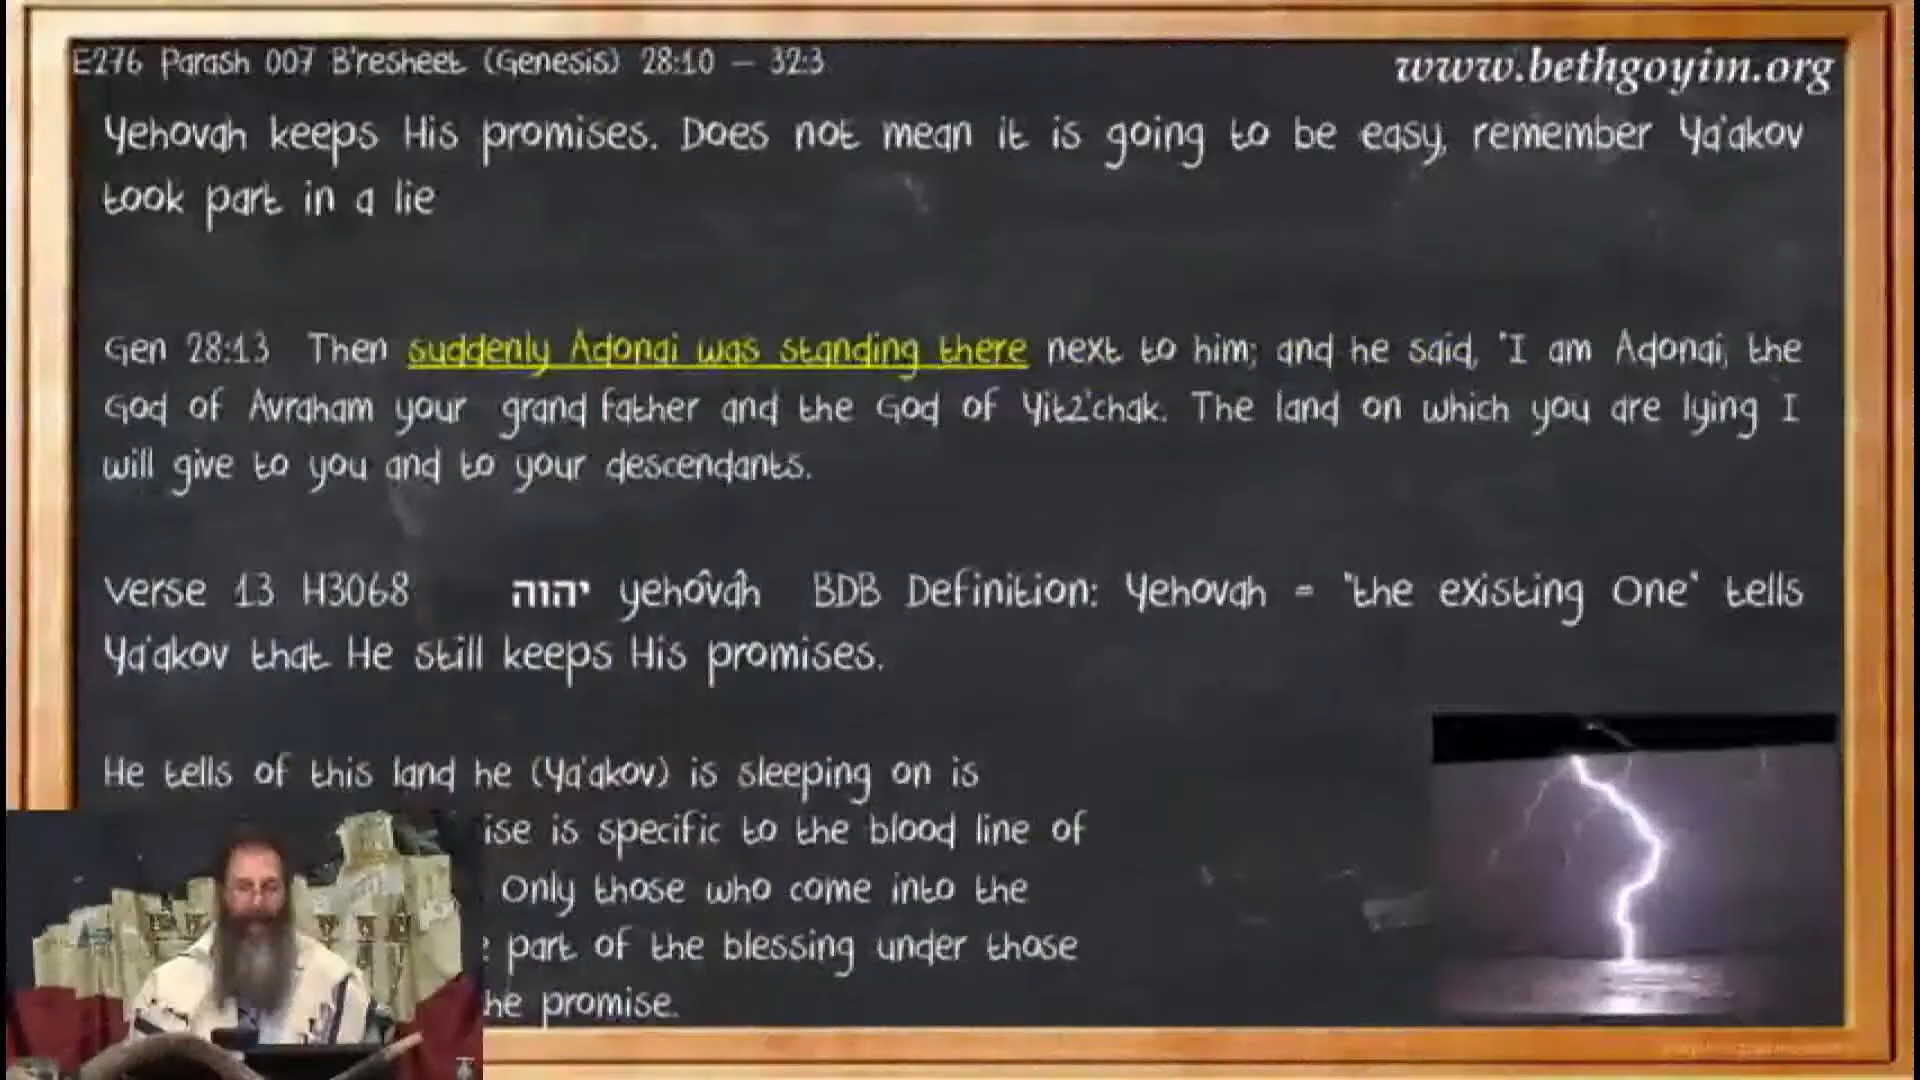 E276 Parash 007 B'resheet (Genesis) 28:10 – 32:3
www.bethgoyim.org
Yehovah keeps His promises. Does not mean it is going to be easy, remember Ya'akov
took part in a lie
Gen 28:13 Then suddenly Adonai was standing there next to him; and he said, "I am Adonai, the
God of Avraham your grand father and the God of Yitz'chak. The land on which you are lying I
will give to you and to your descendants.
Verse 13 H3068 יהוה yehôvâh BDB Definition: Yehovah = "the existing One" tells
Ya'akov that He still keeps His promises.
He tells of this land he (Ya'akov) is sleeping on is
ise is specific to the blood line of
Only those who come into the
part of the blessing under those
he promise.